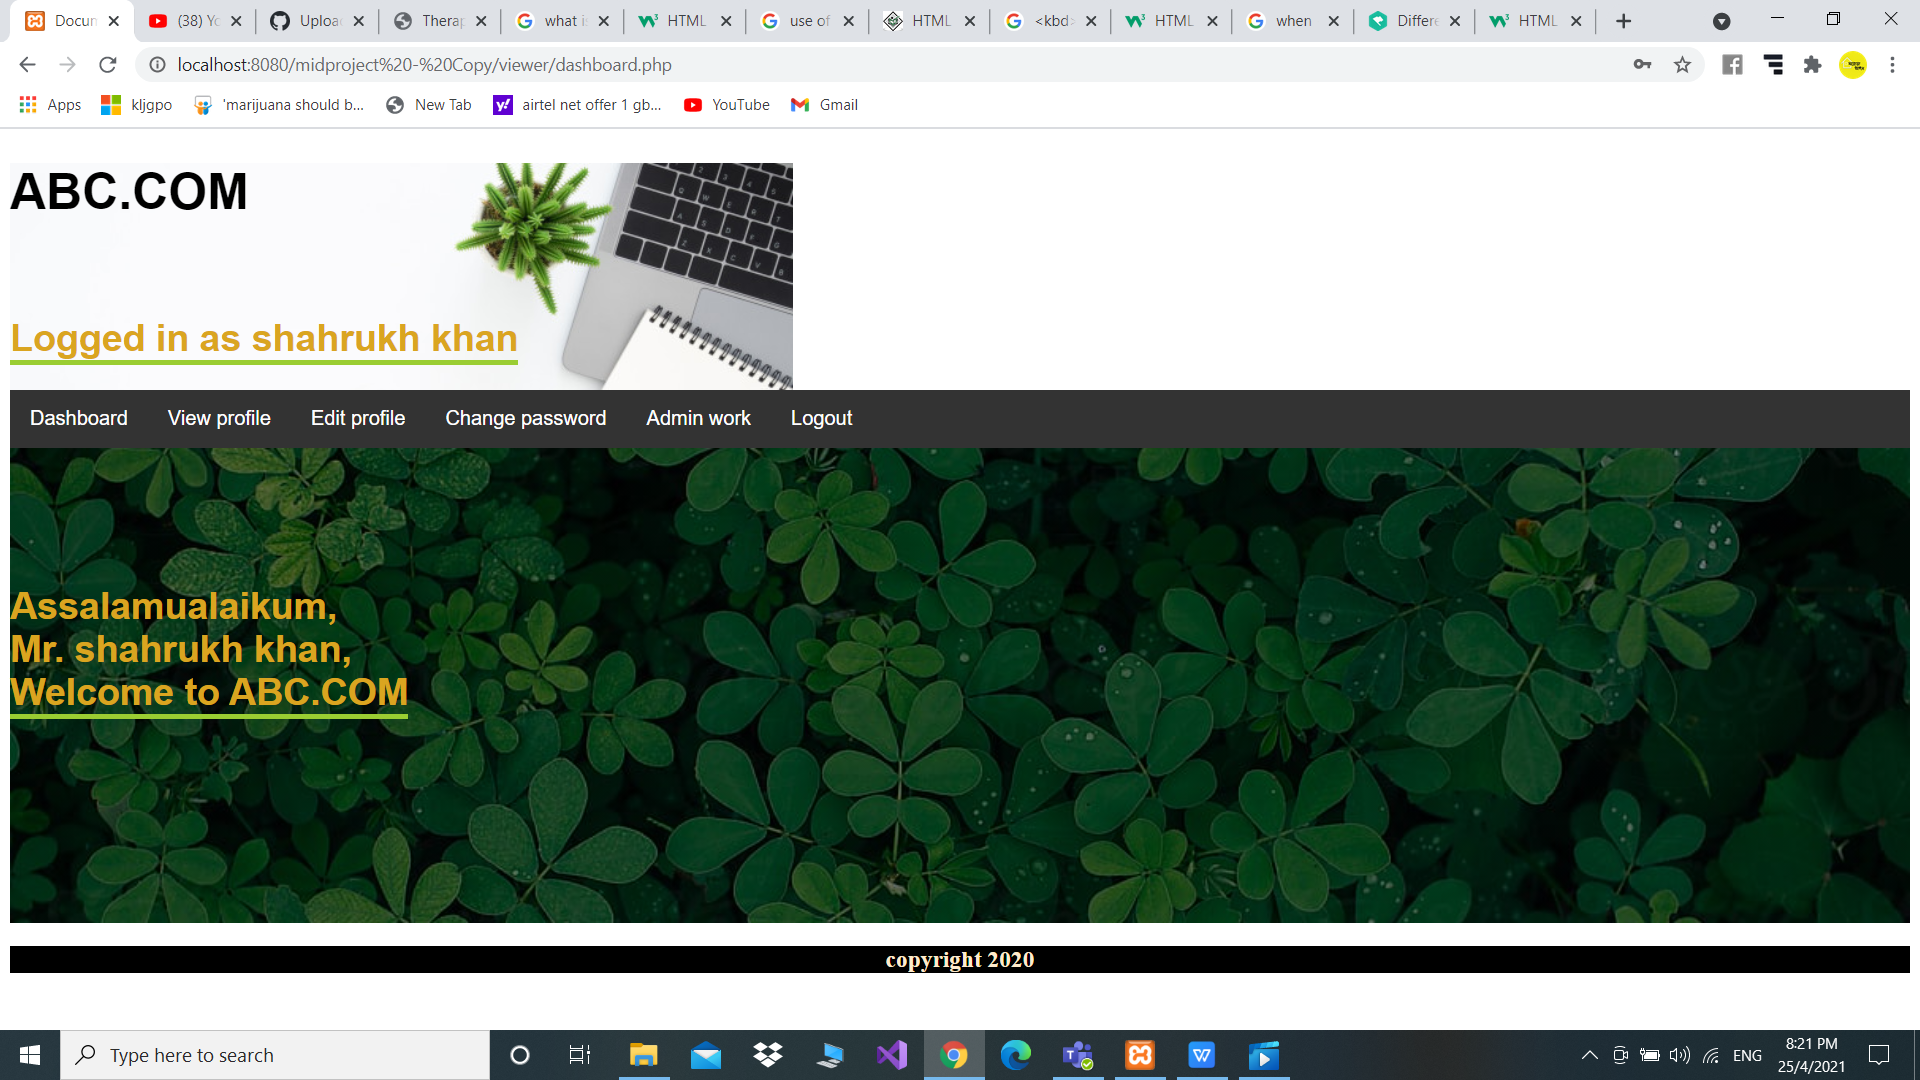 Docun
(38) Yo
Uploa
Therap
what is
HTML
use of
HTML
<kbd>
HTML
when
Differe
HTML
localhost:8080/midproject%20-%20Copy/viewer/dashboard.php
Apps
kljgpo
'marijuana should b...
New Tab
airtel net offer 1 gb...
YouTube
Gmail
ABC.COM
Logged in as shahrukh khan
Dashboard
View profile
Edit profile
Change password
Admin work
Logout
Assalamualaikum,
Mr. shahrukh khan,
Welcome to ABC.COM
copyright 2020
Type here to search
ENG
8:21 PM
25/4/2021